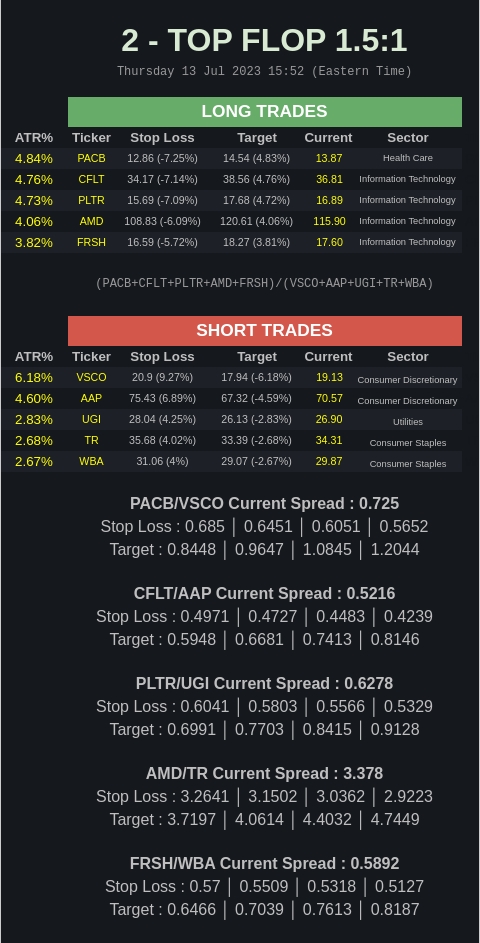 2 - TOP FLOP 1.5:1
Thursday 13 Jul 2023 15:52 (Eastern Time)
LONG TRADES
ATR% Ticker Stop Loss Target Current Sector
4.84% PACB 12.86 (-7.25%) 14.54 (4.83%) 13.87 Health Care
4.76% CFLT 34.17 (-7.14%) 38.56 (4.76%) 36.81 Information Technology
4.73% PLTR 15.69 (-7.09%) 17.68 (4.72%) 16.89 Information Technology
4.06% AMD 108.83 (-6.09%) 120.61 (4.06%) 115.90 Information Technology
3.82% FRSH 16.59 (-5.72%) 18.27 (3.81%) 17.60 Information Technology
(PACB+CFLT+PLTR+AMD+FRSH)/(VSCO+AAP+UGI+TR+WBA)
SHORT TRADES
ATR% Ticker Stop Loss Target Current Sector
6.18% VSCO 20.9 (9.27%) 17.94 (-6.18%) 19.13 Consumer Discretionary
4.60% AAP 75.43 (6.89%) 67.32 (-4.59%) 70.57 Consumer Discretionary
2.83% UGI 28.04 (4.25%) 26.13 (-2.83%) 26.90 Utilities
2.68% TR 35.68 (4.02%) 33.39 (-2.68%) 34.31 Consumer Staples
2.67% WBA 31.06 (4%) 29.07 (-2.67%) 29.87 Consumer Staples
PACB/VSCO Current Spread : 0.725
Stop Loss : 0.685 │ 0.6451 │ 0.6051 │ 0.5652
Target : 0.8448 │ 0.9647 │ 1.0845 │ 1.2044
CFLT/AAP Current Spread : 0.5216
Stop Loss : 0.4971 │ 0.4727 │ 0.4483 │ 0.4239
Target : 0.5948 │ 0.6681 │ 0.7413 │ 0.8146
PLTR/UGI Current Spread : 0.6278
Stop Loss : 0.6041 │ 0.5803 │ 0.5566 │ 0.5329
Target : 0.6991 │ 0.7703 │ 0.8415 │ 0.9128
AMD/TR Current Spread : 3.378
Stop Loss : 3.2641 │ 3.1502 │ 3.0362 │ 2.9223
Target : 3.7197 │ 4.0614 │ 4.4032 │ 4.7449
FRSH/WBA Current Spread : 0.5892
Stop Loss : 0.57 │ 0.5509 │ 0.5318 │ 0.5127
Target : 0.6466 │ 0.7039 │ 0.7613 │ 0.8187